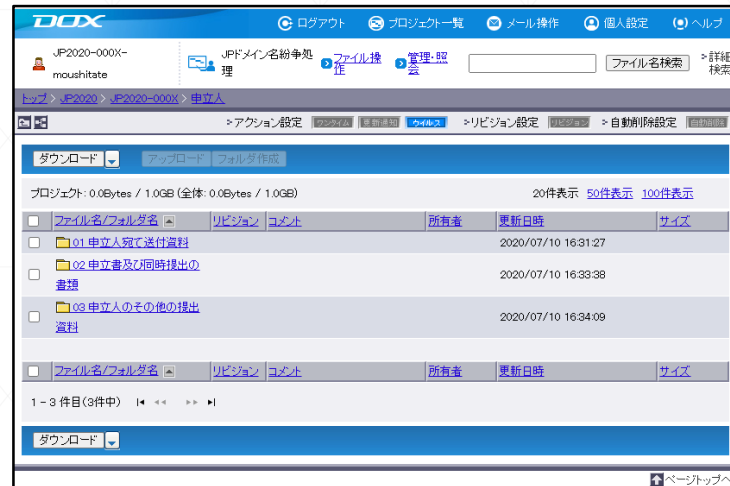 DOX ログアウト プロジェクト一覧 メール操作 個人設定 ヘルプ
JP2020-000X-
moushitate
JPドメイン名紛争処
理
ファイル操
作
管理・照
会
ファイル名検索
>詳細
検索
トップ > JP2020 > JP2020-000X > 申立人
>アクション設定 ワンタイム 更新通知 ウイルス >リビジョン設定 リビジョン >自動削除設定 自動削除
ダウンロード アップロード フォルダ作成
プロジェクト: 0.0Bytes / 1.0GB (全体: 0.0Bytes / 1.0GB) 20件表示 50件表示 100件表示
ファイル名/フォルダ名 リビジョン コメント 所有者 更新日時 サイズ
01 申立人宛て送付資料 2020/07/10 16:31:27
02 申立書及び同時提出の
書類 2020/07/10 16:33:38
03 申立人のその他の提出
資料 2020/07/10 16:34:09
ファイル名/フォルダ名 リビジョン コメント 所有者 更新日時 サイズ
1 - 3 件目(3件中)
ダウンロード
ページトップへ